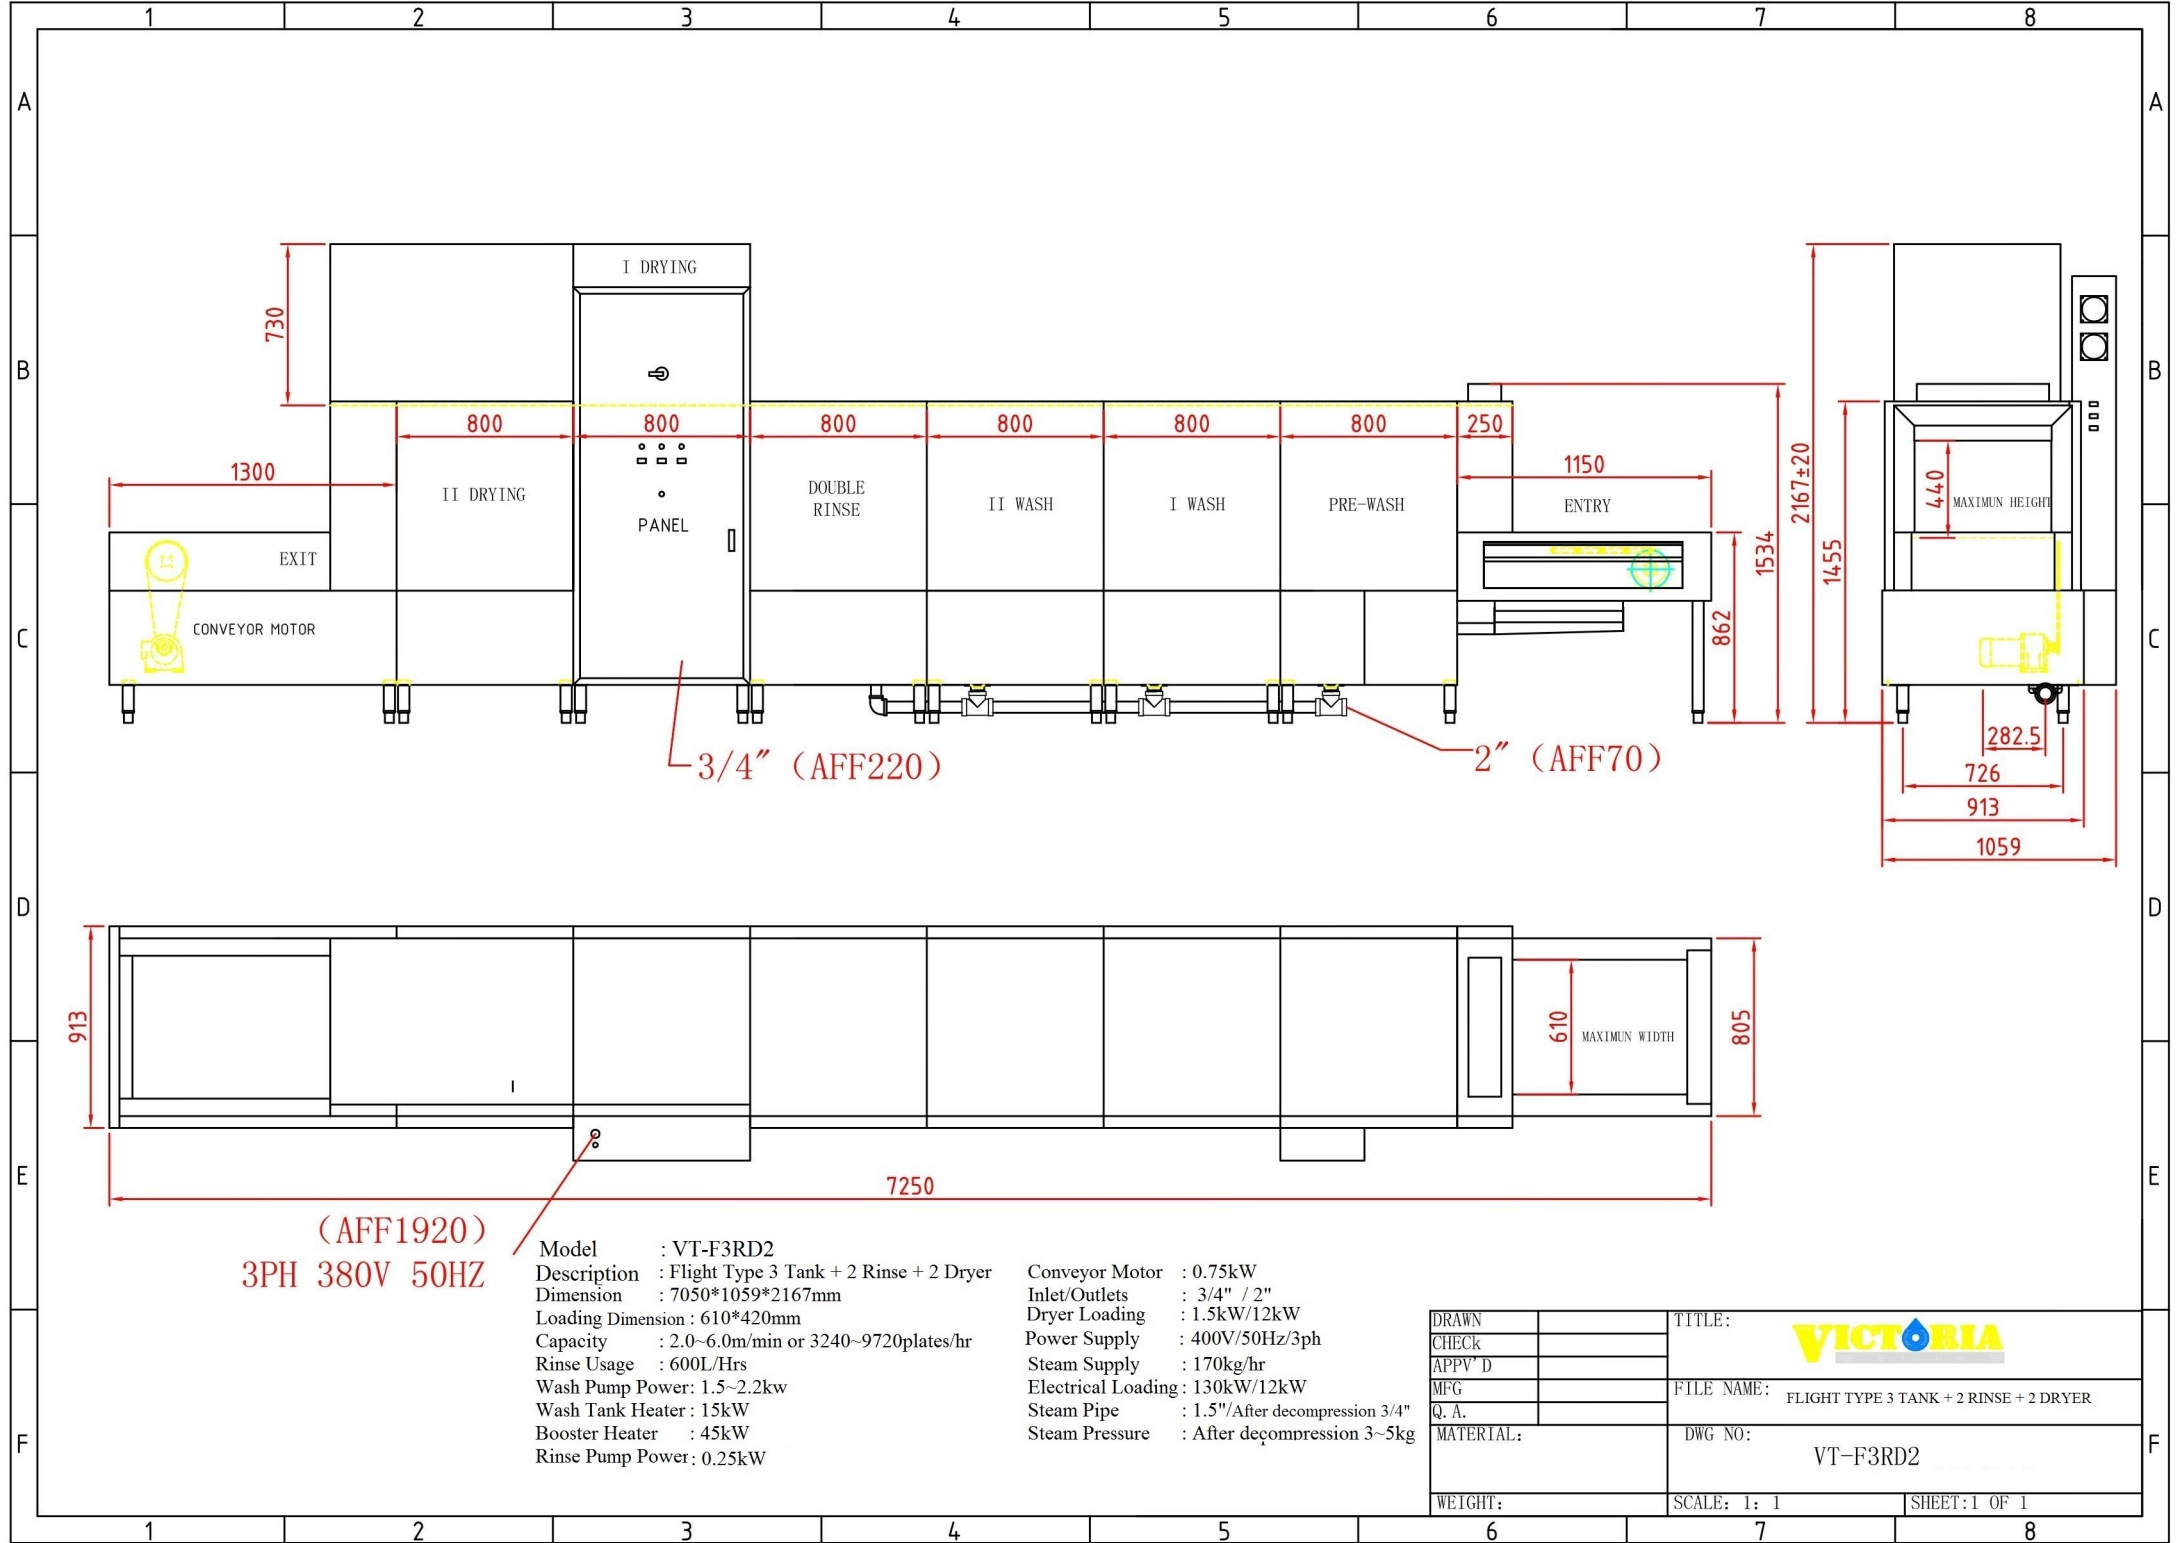 1 2 3 4 5 6 7 8
A A
B B
C C
D D
E E
F F
I DRYING
730
800 800 800 800 800 800 250
1300
1150
II DRYING
DOUBLE
RINSE
II WASH
I WASH
PRE-WASH
ENTRY
PANEL
EXIT
CONVEYOR MOTOR
862
1534
2167±20
1455
440
MAXIMUN HEIGHT
282.5
726
913
1059
3/4″ (AFF220)
2″ (AFF70)
913
610
MAXIMUN WIDTH
805
7250
(AFF1920)
3PH 380V 50HZ
Model : VT-F3RD2
Description : Flight Type 3 Tank + 2 Rinse + 2 Dryer
Dimension : 7050*1059*2167mm
Loading Dimension : 610*420mm
Capacity : 2.0~6.0m/min or 3240~9720plates/hr
Rinse Usage : 600L/Hrs
Wash Pump Power: 1.5~2.2kw
Wash Tank Heater : 15kW
Booster Heater : 45kW
Rinse Pump Power : 0.25kW
Conveyor Motor : 0.75kW
Inlet/Outlets : 3/4" / 2"
Dryer Loading : 1.5kW/12kW
Power Supply : 400V/50Hz/3ph
Steam Supply : 170kg/hr
Electrical Loading : 130kW/12kW
Steam Pipe : 1.5"/After decompression 3/4"
Steam Pressure : After decompression 3~5kg
DRAWN
CHECk
APPV'D
MFG
Q.A.
MATERIAL:
WEIGHT:
TITLE:
VICTORIA
FILE NAME: FLIGHT TYPE 3 TANK + 2 RINSE + 2 DRYER
DWG NO:
VT-F3RD2
SCALE: 1: 1
SHEET:1 OF 1
1 2 3 4 5 6 7 8